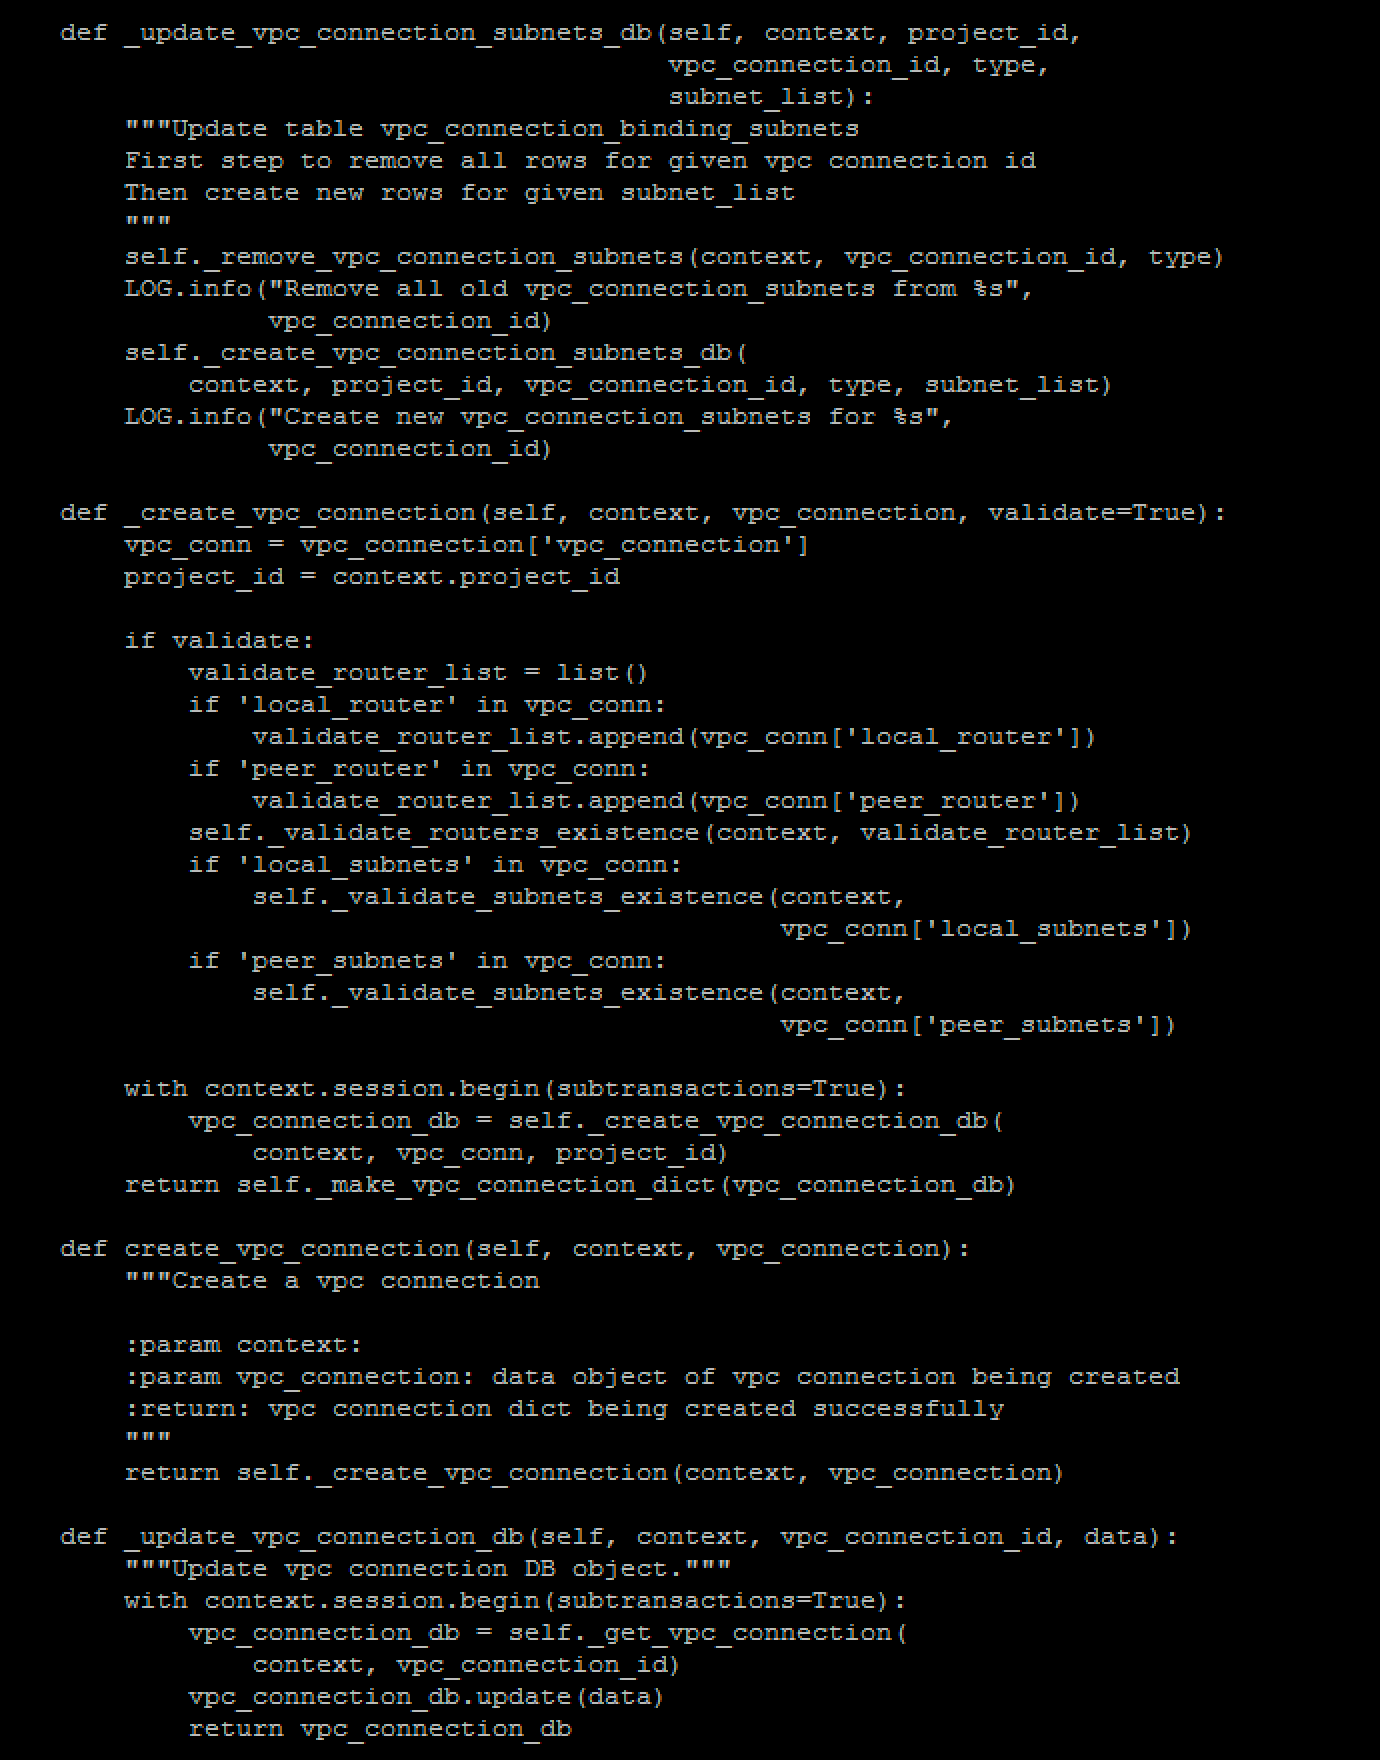 def _update_vpc_connection_subnets_db(self, context, project_id,
                                      vpc_connection_id, type,
                                      subnet_list):
    """Update table vpc_connection_binding_subnets
    First step to remove all rows for given vpc connection id
    Then create new rows for given subnet_list
    """
    self._remove_vpc_connection_subnets(context, vpc_connection_id, type)
    LOG.info("Remove all old vpc_connection_subnets from %s",
             vpc_connection_id)
    self._create_vpc_connection_subnets_db(
        context, project_id, vpc_connection_id, type, subnet_list)
    LOG.info("Create new vpc_connection_subnets for %s",
             vpc_connection_id)

def _create_vpc_connection(self, context, vpc_connection, validate=True):
    vpc_conn = vpc_connection['vpc_connection']
    project_id = context.project_id

    if validate:
        validate_router_list = list()
        if 'local_router' in vpc_conn:
            validate_router_list.append(vpc_conn['local_router'])
        if 'peer_router' in vpc_conn:
            validate_router_list.append(vpc_conn['peer_router'])
        self._validate_routers_existence(context, validate_router_list)
        if 'local_subnets' in vpc_conn:
            self._validate_subnets_existence(context,
                                             vpc_conn['local_subnets'])
        if 'peer_subnets' in vpc_conn:
            self._validate_subnets_existence(context,
                                             vpc_conn['peer_subnets'])

    with context.session.begin(subtransactions=True):
        vpc_connection_db = self._create_vpc_connection_db(
            context, vpc_conn, project_id)
    return self._make_vpc_connection_dict(vpc_connection_db)

def create_vpc_connection(self, context, vpc_connection):
    """Create a vpc connection

    :param context:
    :param vpc_connection: data object of vpc connection being created
    :return: vpc connection dict being created successfully
    """
    return self._create_vpc_connection(context, vpc_connection)

def _update_vpc_connection_db(self, context, vpc_connection_id, data):
    """Update vpc connection DB object."""
    with context.session.begin(subtransactions=True):
        vpc_connection_db = self._get_vpc_connection(
            context, vpc_connection_id)
        vpc_connection_db.update(data)
        return vpc_connection_db